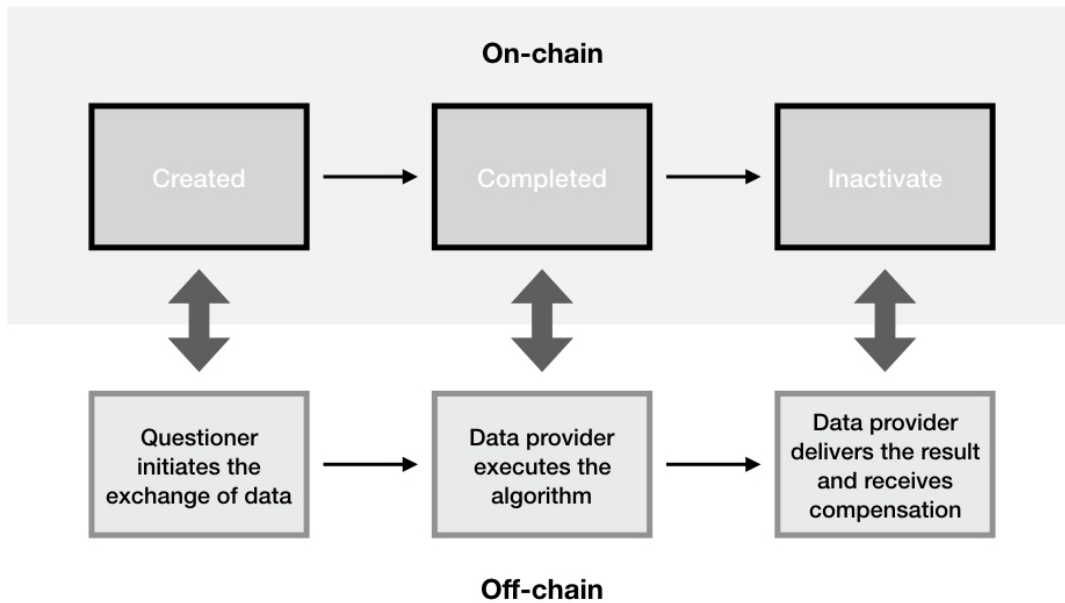 On-chain
Created
Completed
Inactivate
Questioner
initiates the
exchange of data
Data provider
executes the
algorithm
Data provider
delivers the result
and receives
compensation
Off-chain